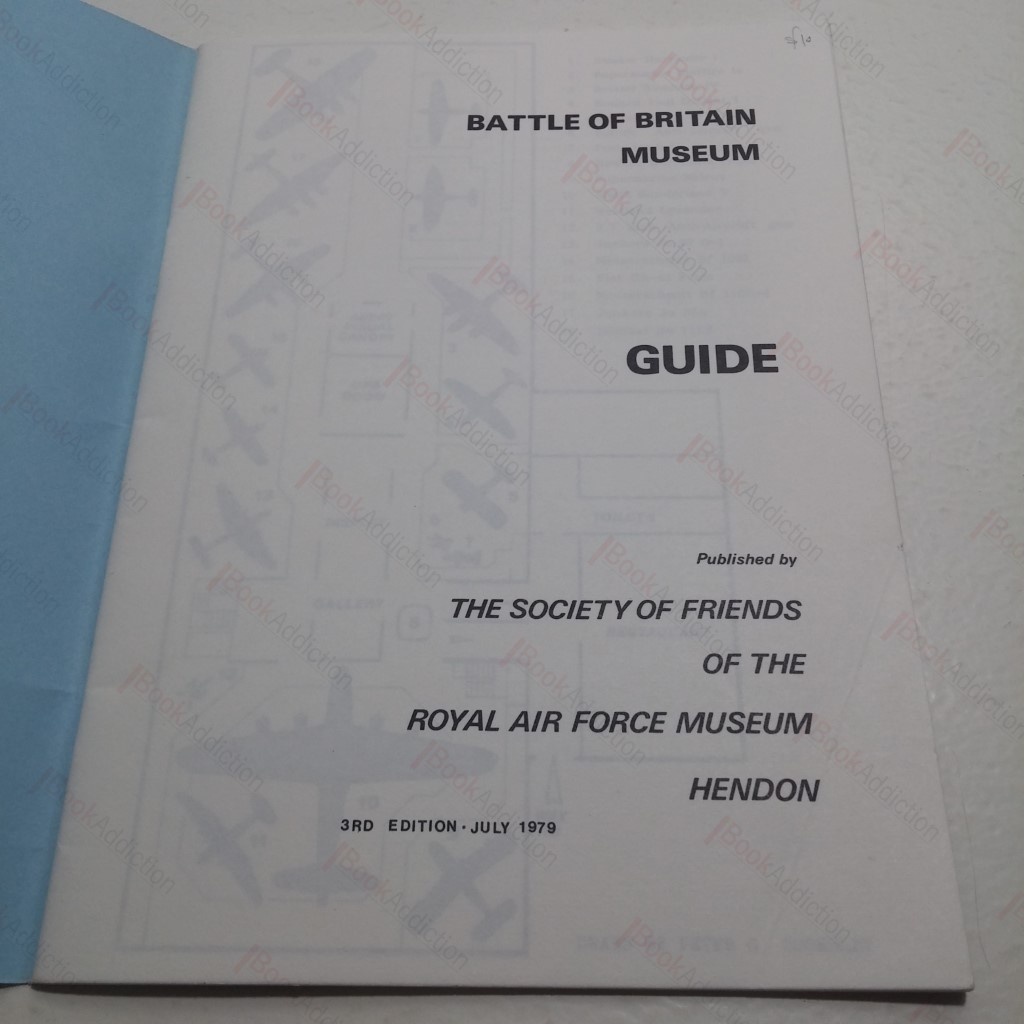 BATTLE OF BRITAIN
MUSEUM
GUIDE
Published by
THE SOCIETY OF FRIENDS
OF THE
ROYAL AIR FORCE MUSEUM
HENDON
3RD EDITION · JULY 1979
BookAddiction